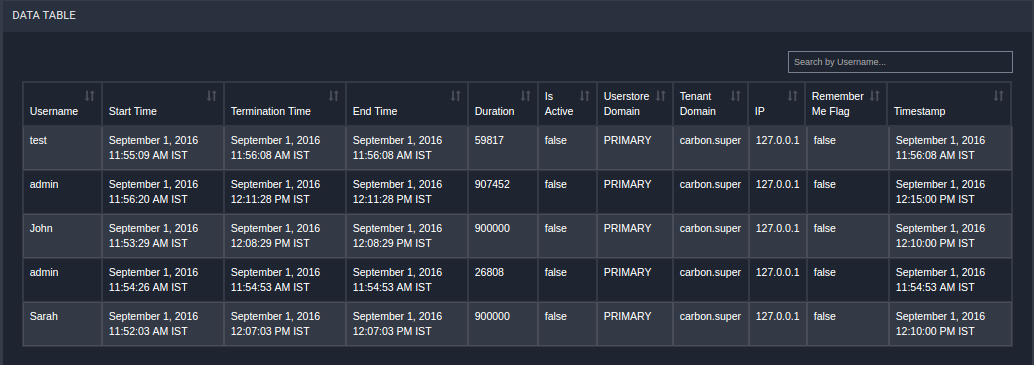 DATA TABLE
Search by Username...
Username Start Time Termination Time End Time Duration Is Active Userstore Domain Tenant Domain IP Remember Me Flag Timestamp
test September 1, 2016 September 1, 2016 September 1, 2016 59817 false PRIMARY carbon.super 127.0.0.1 false September 1, 2016
11:55:09 AM IST 11:56:08 AM IST 11:56:08 AM IST 11:56:08 AM IST
admin September 1, 2016 September 1, 2016 September 1, 2016 907452 false PRIMARY carbon.super 127.0.0.1 false September 1, 2016
11:56:20 AM IST 12:11:28 PM IST 12:11:28 PM IST 12:15:00 PM IST
John September 1, 2016 September 1, 2016 September 1, 2016 900000 false PRIMARY carbon.super 127.0.0.1 false September 1, 2016
11:53:29 AM IST 12:08:29 PM IST 12:08:29 PM IST 12:10:00 PM IST
admin September 1, 2016 September 1, 2016 September 1, 2016 26808 false PRIMARY carbon.super 127.0.0.1 false September 1, 2016
11:54:26 AM IST 11:54:53 AM IST 11:54:53 AM IST 11:54:53 AM IST
Sarah September 1, 2016 September 1, 2016 September 1, 2016 900000 false PRIMARY carbon.super 127.0.0.1 false September 1, 2016
11:52:03 AM IST 12:07:03 PM IST 12:07:03 PM IST 12:10:00 PM IST